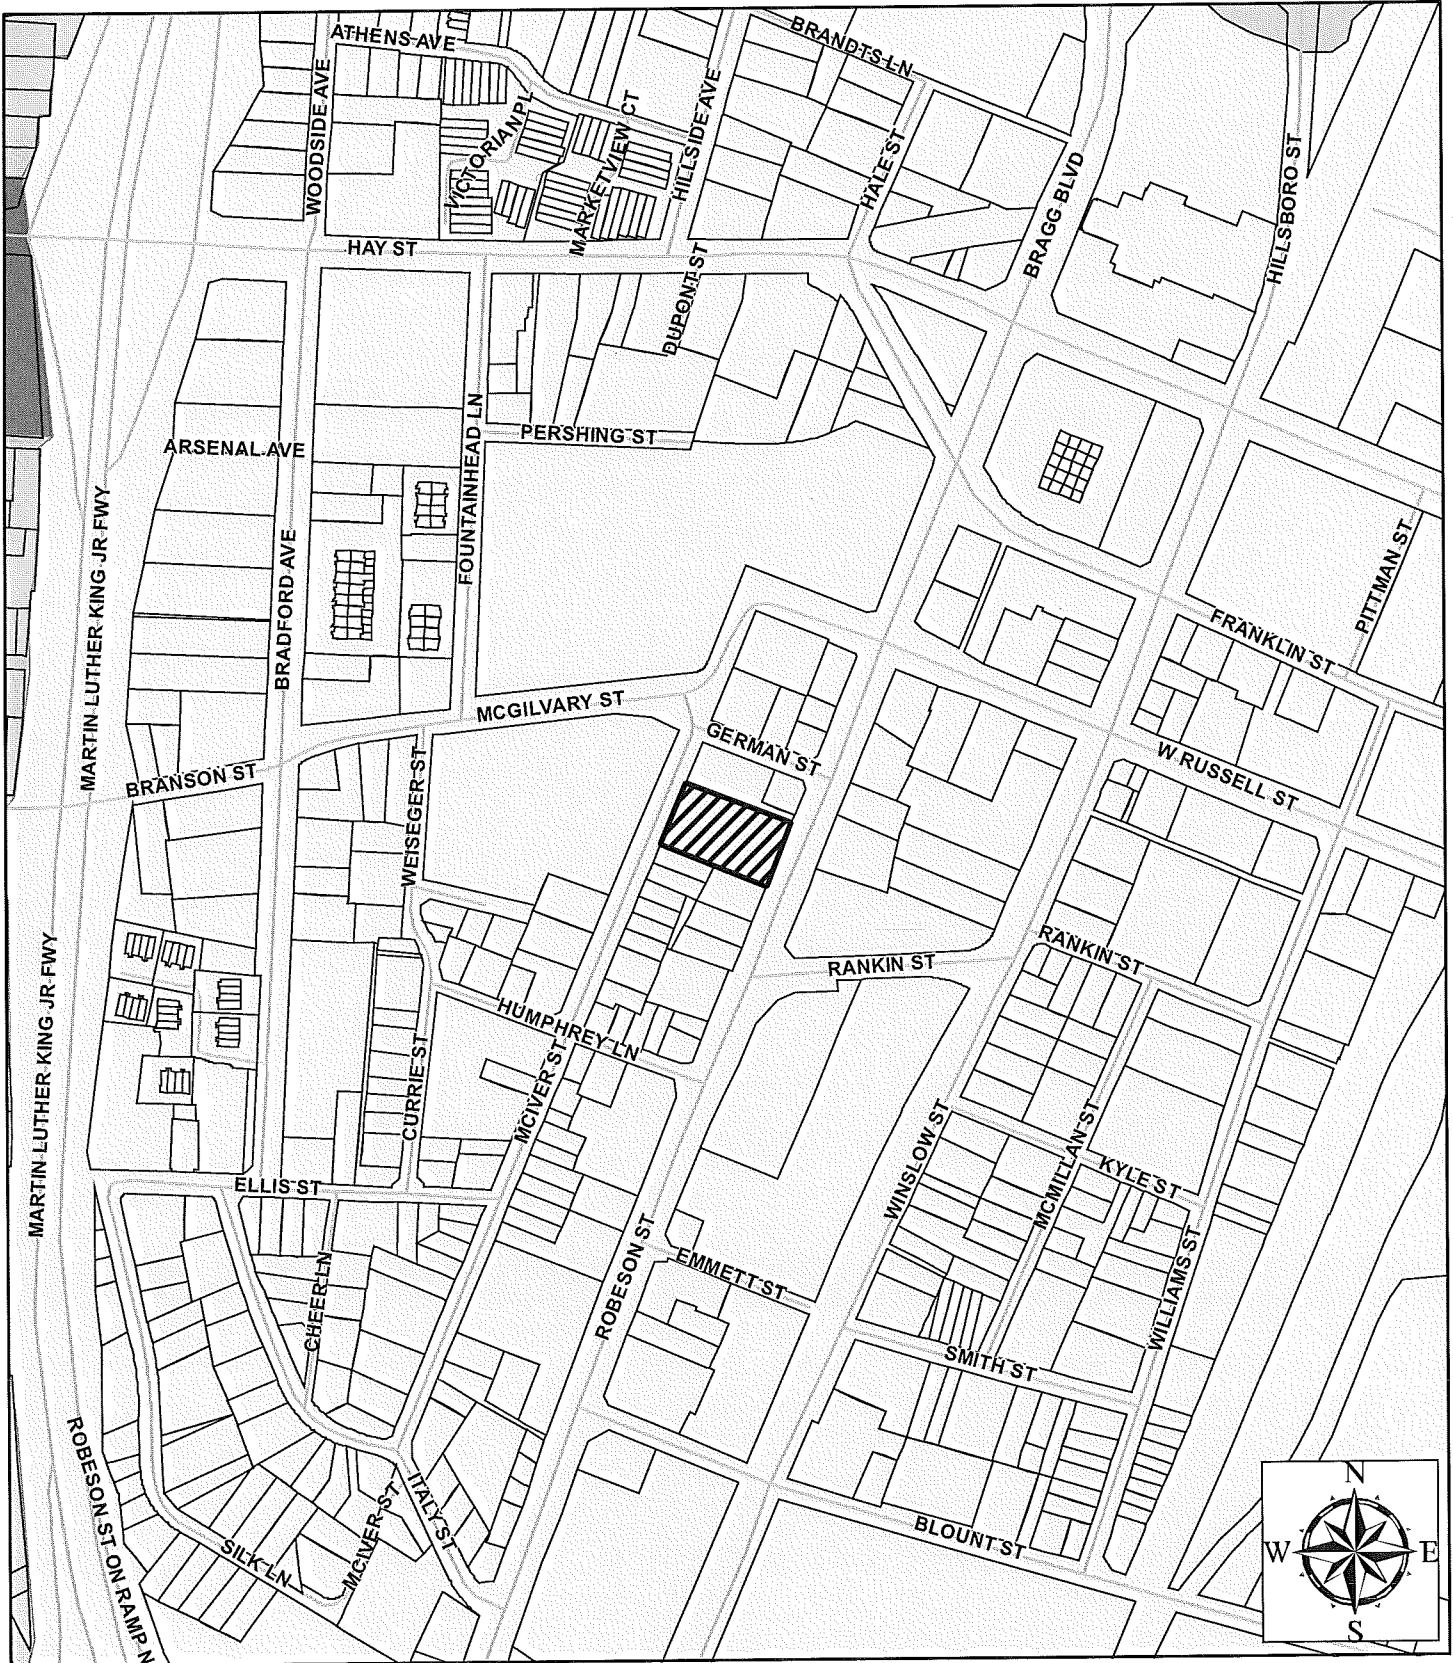 ATHENS AVE
BRANDTS LN
WOODSIDE AVE
VICTORIAN PL
MARKETVIEW CT
HILLSIDE AVE
HALE ST
BRAGG BLVD
HILLSBORO ST
HAY ST
DUPONT ST
ARSENAL AVE
FOUNTAINHEAD LN
PERSHING ST
MARTIN LUTHER KING JR FWY
BRADFORD AVE
PITTMAN ST
FRANKLIN ST
MCGILVARY ST
GERMAN ST
W RUSSELL ST
BRANSON ST
WEISEGER ST
RANKIN ST
RANKIN ST
MARTIN LUTHER KING JR FWY
HUMPHREY LN
CURRIE ST
MCIVER ST
WINSLOW ST
MCMILLAN ST
KYLE ST
ELLIS ST
CHEER LN
ROBESON ST
EMMETT ST
WILLIAMS ST
SMITH ST
ROBESON ST ON RAMP N
ITALY ST
MCIVER ST
SILK LN
BLOUNT ST
N
W E
S